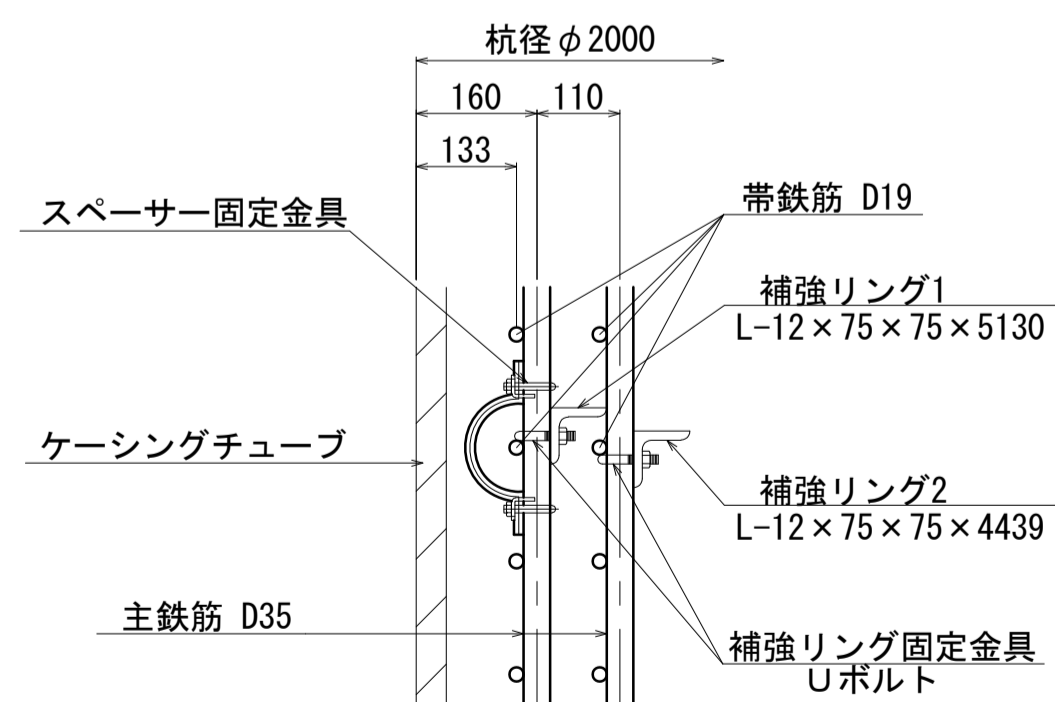 杭径φ2000
160
110
133
スペーサー固定金具
帯鉄筋 D19
補強リング1
L-12×75×75×5130
ケーシングチューブ
補強リング2
L-12×75×75×4439
主鉄筋 D35
補強リング固定金具
Uボルト